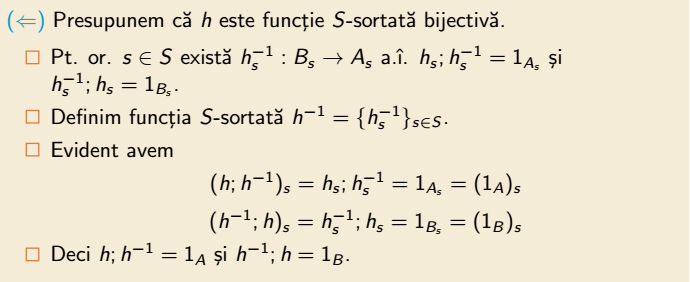 (⇐) Presupunem că h este funcție S-sortată bijectivă.
□ Pt. or. s ∈ S există h_s^{-1} : B_s → A_s a.î. h_s; h_s^{-1} = 1_{A_s} și
h_s^{-1}; h_s = 1_{B_s}.
□ Definim funcția S-sortată h^{-1} = {h_s^{-1}}_{s∈S}.
□ Evident avem
(h; h^{-1})_s = h_s; h_s^{-1} = 1_{A_s} = (1_A)_s
(h^{-1}; h)_s = h_s^{-1}; h_s = 1_{B_s} = (1_B)_s
□ Deci h; h^{-1} = 1_A și h^{-1}; h = 1_B.